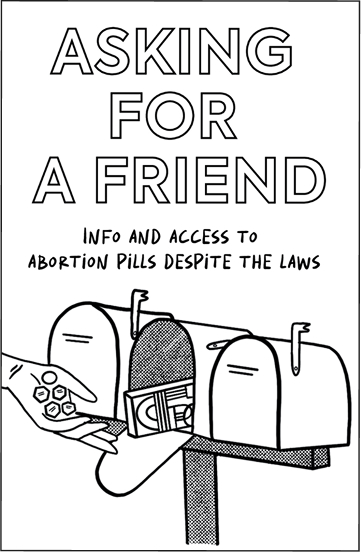 ASKING
FOR
A FRIEND
INFO AND ACCESS TO
ABORTION PILLS DESPITE THE LAWS